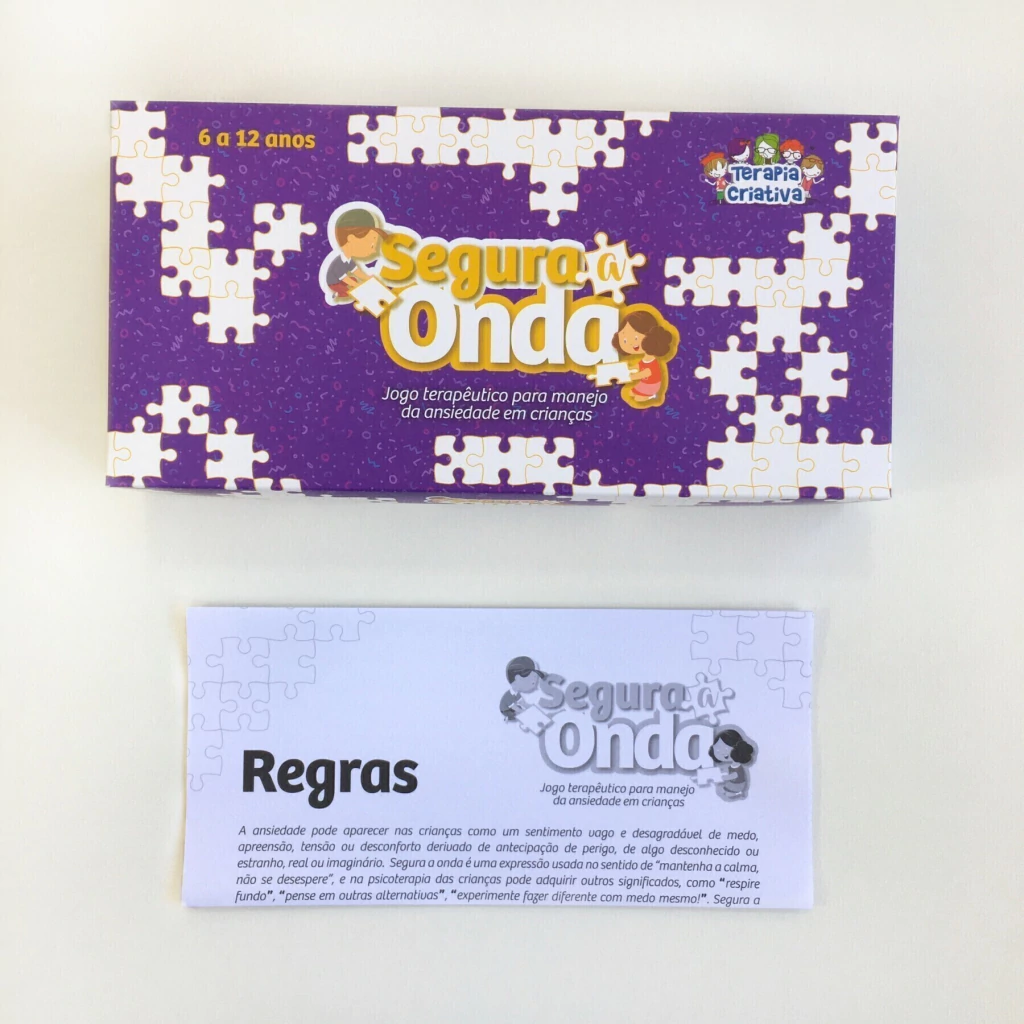 6 a 12 anos
Terapia
Criativa
Segura a
Onda
Jogo terapêutico para manejo
da ansiedade em crianças
Segura a
Onda
Regras
Jogo terapêutico para manejo
da ansiedade em crianças
A ansiedade pode aparecer nas crianças como um sentimento vago e desagradável de medo,
apreensão, tensão ou desconforto derivado de antecipação de perigo, de algo desconhecido ou
estranho, real ou imaginário. Segura a onda é uma expressão usada no sentido de “mantenha a calma,
não se desespere”, e na psicoterapia das crianças pode adquirir outros significados, como “respire
fundo”, “pense em outras alternativas”, “experimente fazer diferente com medo mesmo!”. Segura a